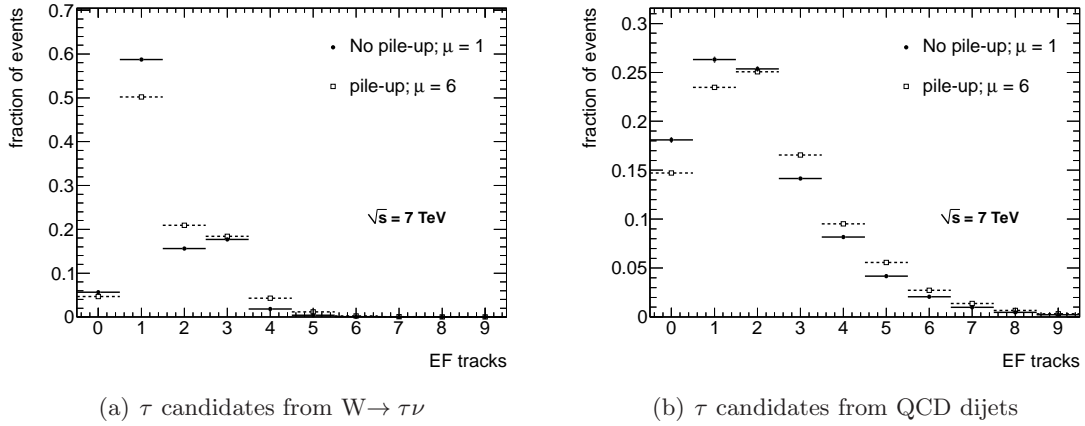 fraction of events
0.7
0.6
0.5
0.4
0.3
0.2
0.1
0
No pile-up; μ = 1
pile-up; μ = 6
√s = 7 TeV
0 1 2 3 4 5 6 7 8 9
EF tracks
(a) τ candidates from W→ τν
fraction of events
0.3
0.25
0.2
0.15
0.1
0.05
0
No pile-up; μ = 1
pile-up; μ = 6
√s = 7 TeV
0 1 2 3 4 5 6 7 8 9
EF tracks
(b) τ candidates from QCD dijets